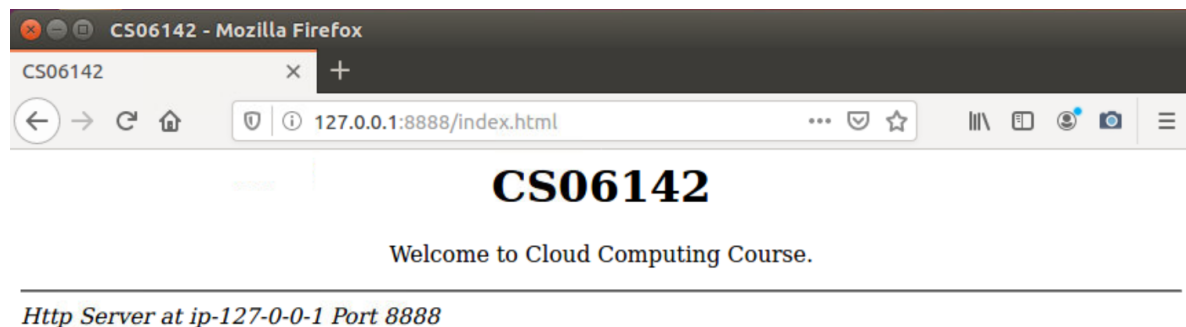 CS06142 - Mozilla Firefox
CS06142
127.0.0.1:8888/index.html
CS06142
Welcome to Cloud Computing Course.
Http Server at ip-127-0-0-1 Port 8888